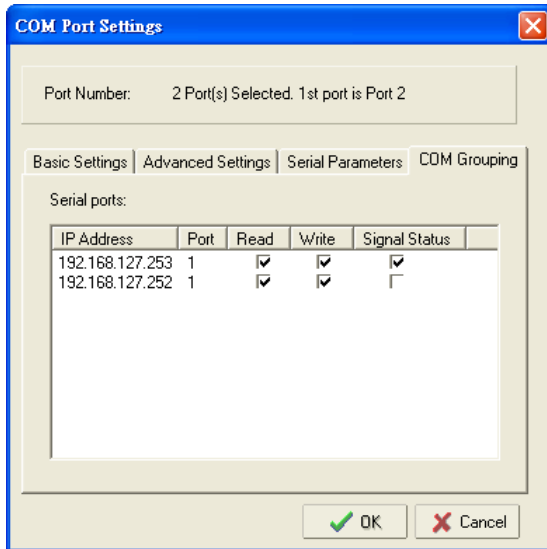 COM Port Settings
Port Number: 2 Port(s) Selected. 1st port is Port 2
Basic Settings Advanced Settings Serial Parameters COM Grouping
Serial ports:
IP Address Port Read Write Signal Status
192.168.127.253 1
192.168.127.252 1
OK Cancel